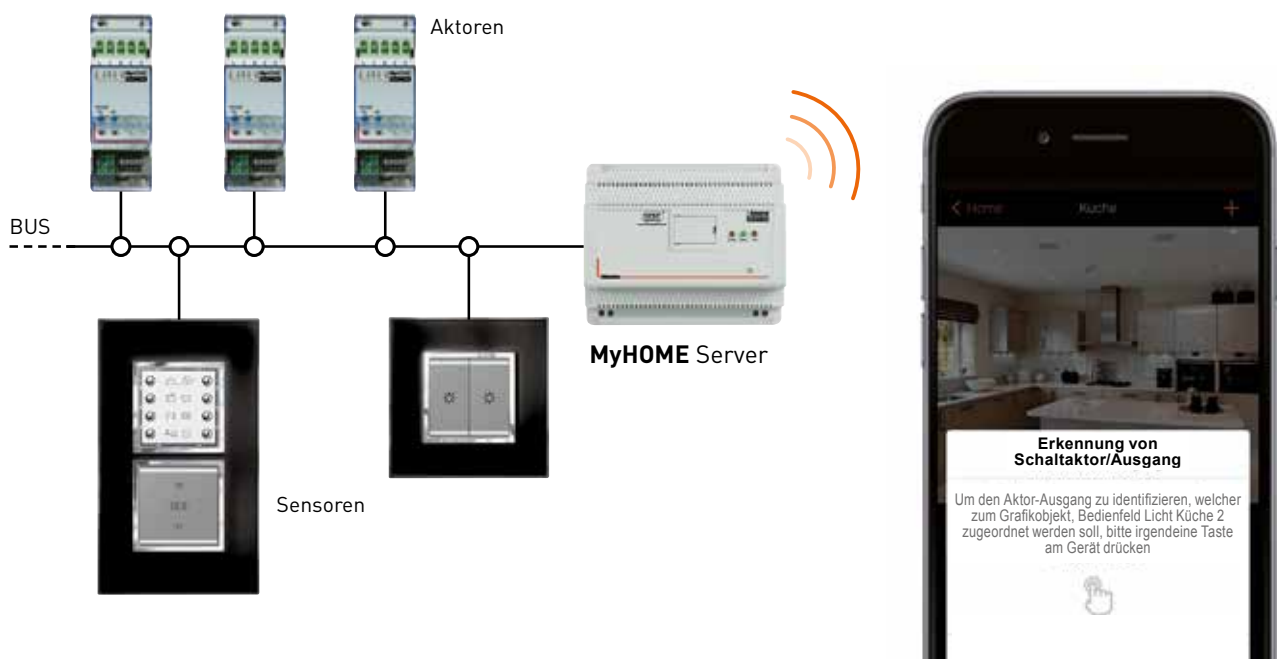 Aktoren
BUS
MyHOME Server
Sensoren
< Home Küche +
Erkennung von
Schaltaktor/Ausgang
Um den Aktor-Ausgang zu identifizieren, welcher
zum Grafikobjekt, Bedienfeld Licht Küche 2
zugeordnet werden soll, bitte irgendeine Taste
am Gerät drücken